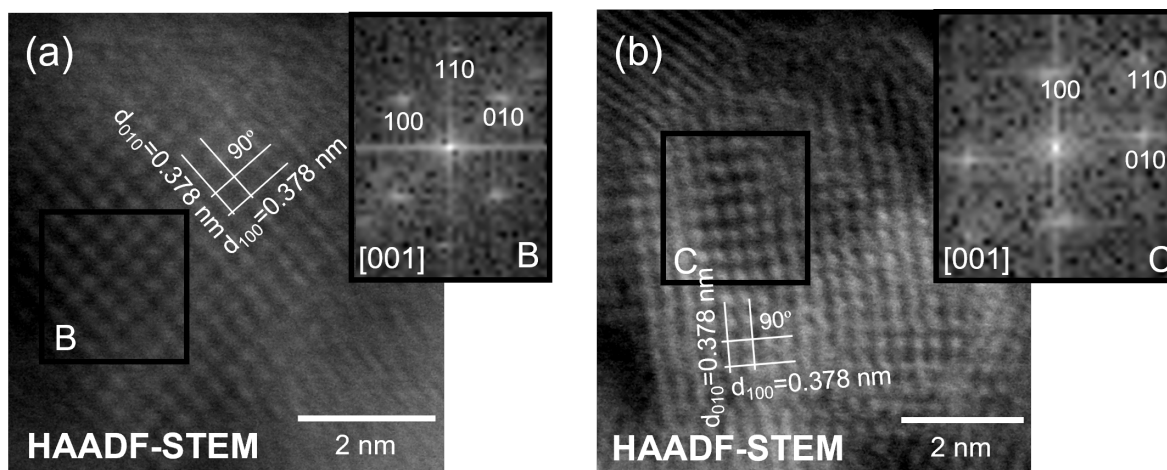 (a)
110
100
010
[001]
B
90º
d010=0.378 nm
d100=0.378 nm
B
HAADF-STEM
2 nm
(b)
100
110
010
[001]
C
C
90º
d010=0.378 nm
d100=0.378 nm
HAADF-STEM
2 nm